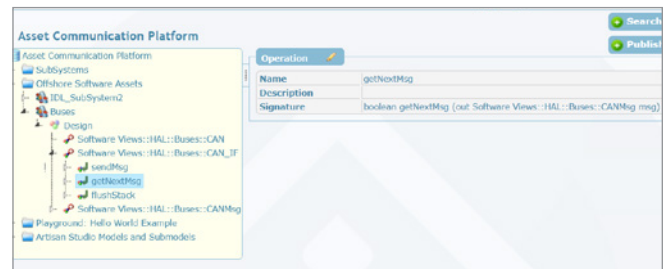 Search
Asset Communication Platform
Publish
Asset Communication Platform
SubSystems
Offshore Software Assets
IDL_SubSystem2
Buses
Design
Software Views::HAL::Buses::CAN
Software Views::HAL::Buses::CAN_IF
sendMsg
getNextMsg
flushStack
Software Views::HAL::Buses::CANMsg
Playground: Hello World Example
Artisan Studio Models and Submodels
Operation
Name getNextMsg
Description
Signature boolean getNextMsg (out Software Views::HAL::Buses::CANMsg msg)